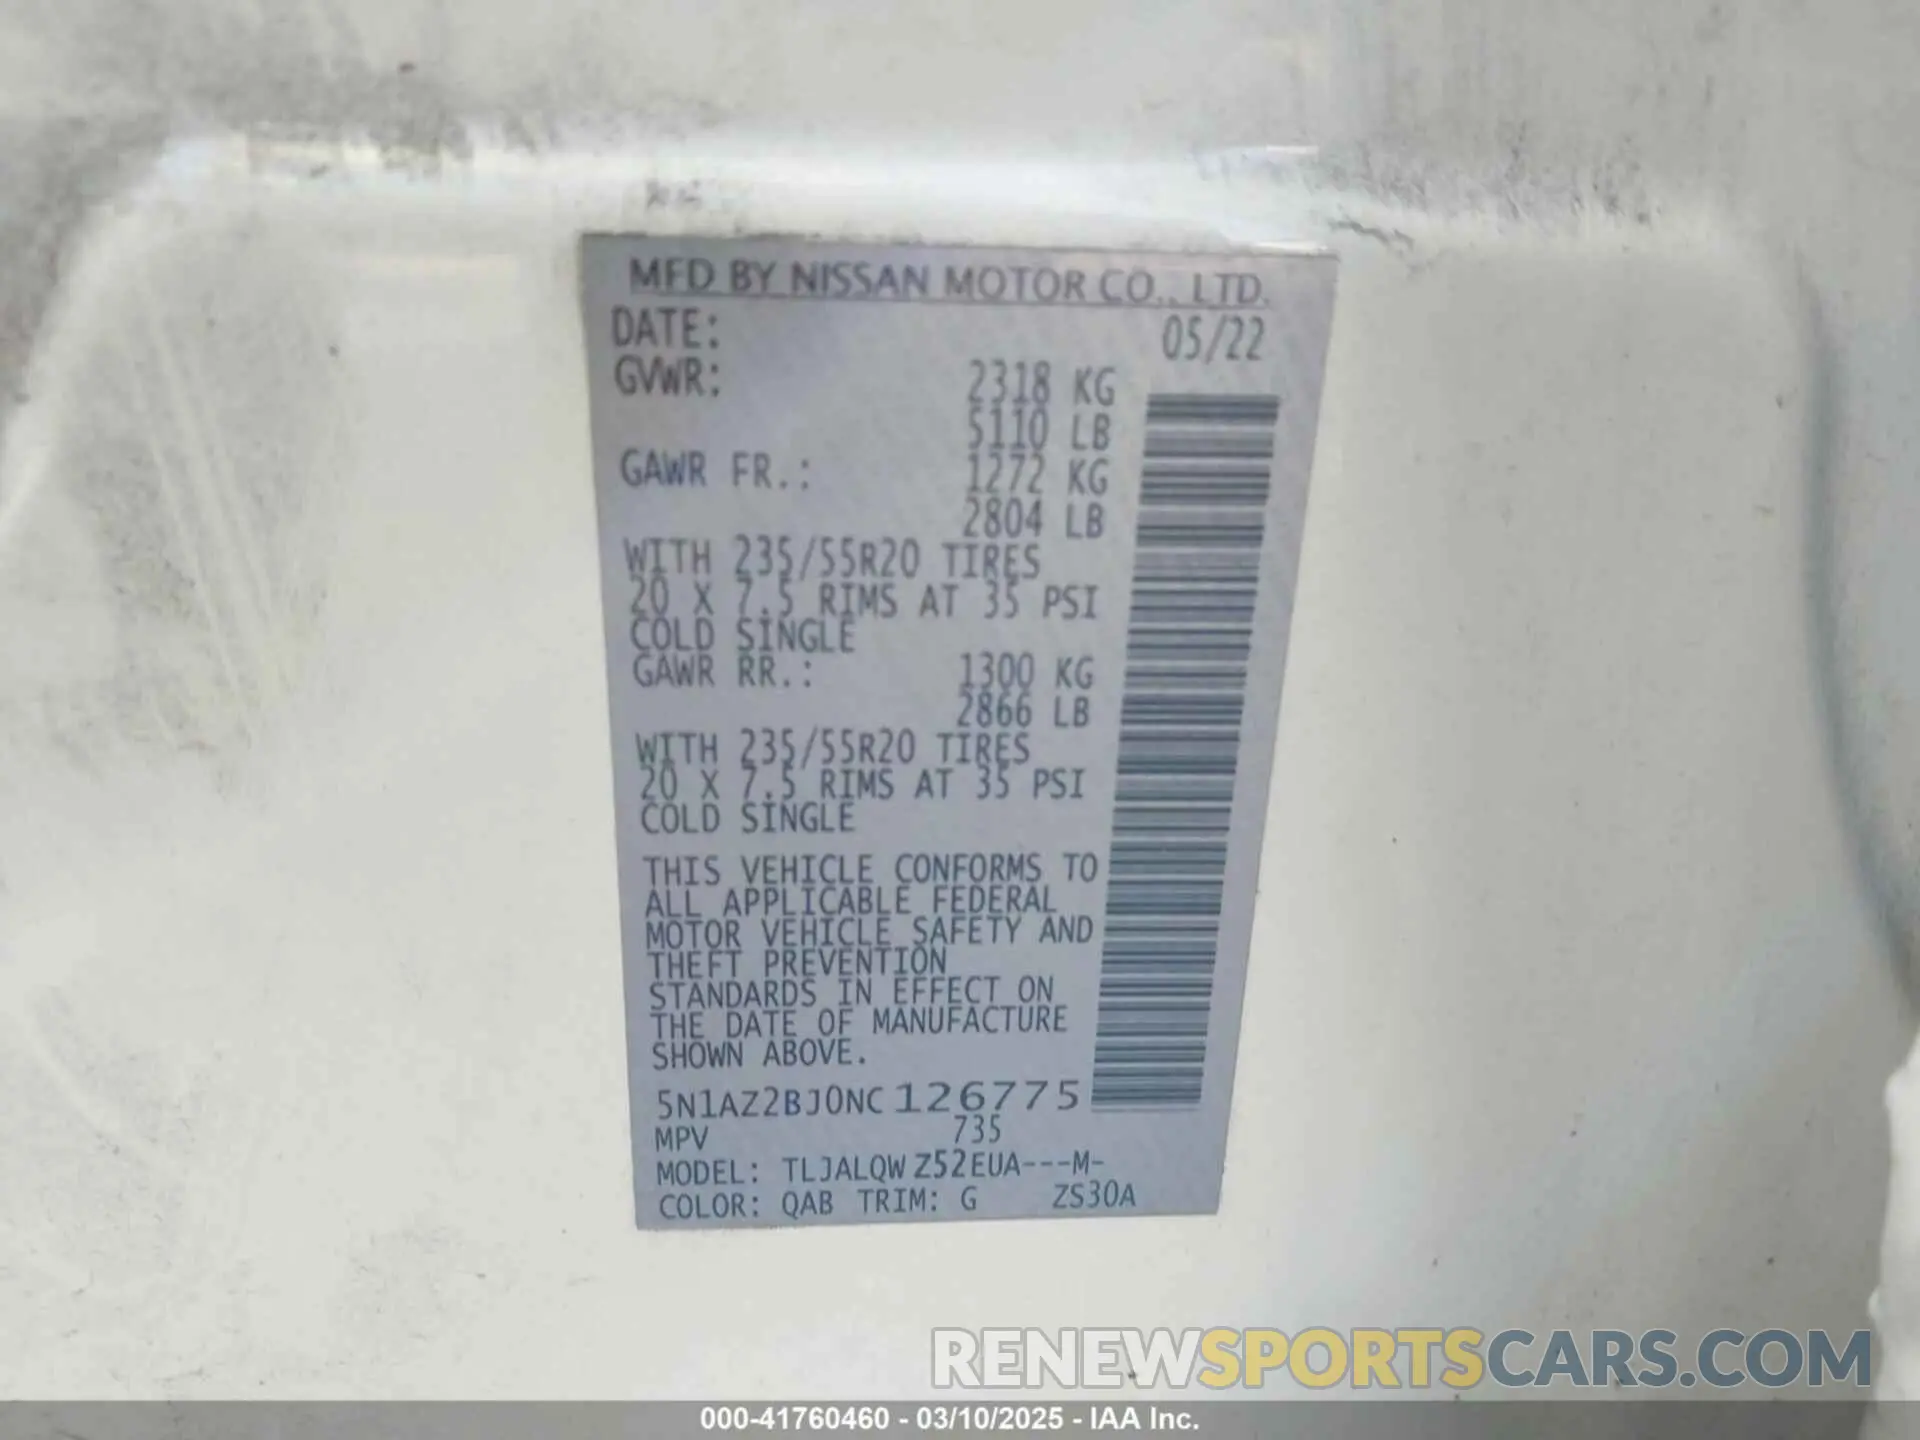 MFD BY NISSAN MOTOR CO., LTD.
DATE: 05/22
GVWR: 2318 KG
5110 LB
GAWR FR.: 1272 KG
2804 LB
WITH 235/55R20 TIRES
20 X 7.5 RIMS AT 35 PSI
COLD SINGLE
GAWR RR.: 1300 KG
2866 LB
WITH 235/55R20 TIRES
20 X 7.5 RIMS AT 35 PSI
COLD SINGLE
THIS VEHICLE CONFORMS TO
ALL APPLICABLE FEDERAL
MOTOR VEHICLE SAFETY AND
THEFT PREVENTION
STANDARDS IN EFFECT ON
THE DATE OF MANUFACTURE
SHOWN ABOVE.
5N1AZ2BJ0NC126775
MPV 735
MODEL: TLJALQWZ52EUA---M-
COLOR: QAB TRIM: G ZS30A
RENEWSPORTSCARS.COM
000-41760460 - 03/10/2025 - IAA Inc.